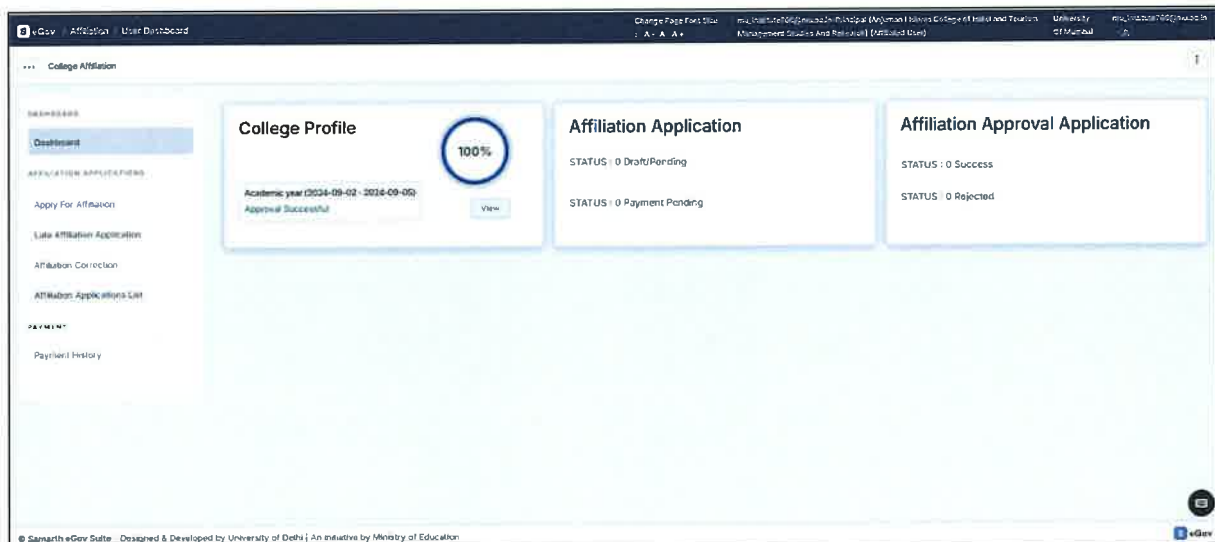 eGov / Affiliation / User Dashboard
Change Page Font Size
: A- A A+
University
Of Mumbai
College Affiliation
DASHBOARD
Dashboard
AFFILIATION APPLICATIONS
Apply For Affiliation
Late Affiliation Application
Affiliation Correction
Affiliation Applications List
PAYMENT
Payment History
College Profile
100%
Academic year (2024-09-02 - 2024-09-05)
Approval Successful
View
Affiliation Application
STATUS : 0 Draft/Pending
STATUS : 0 Payment Pending
Affiliation Approval Application
STATUS : 0 Success
STATUS : 0 Rejected
© Samarth eGov Suite Designed & Developed by University of Delhi | An initiative by Ministry of Education
eGov